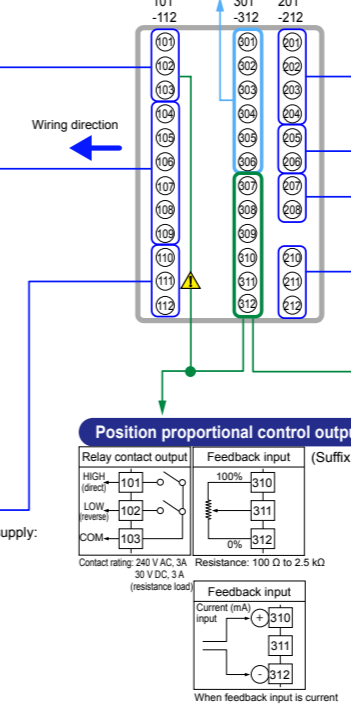 101 301 201
-112 -312 -212
101 301 201
102 302 202
103 303 203
104 304 204
Wiring direction
105 305 205
106 306 206
107 307 207
108 308 208
109 309
110 310 210
111 311 211
112 312 212
Position proportional control outpu
Relay contact output
HIGH
(direct)
101
LOW
(reverse)
102
COM
103
Contact rating: 240 V AC, 3A
30 V DC, 3 A
(resistance load)
Feedback input
(Suffix
100%
310
311
0%
312
Resistance: 100 Ω to 2.5 kΩ
upply:
Feedback input
Current (mA)
input
+ 310
311
- 312
When feedback input is current